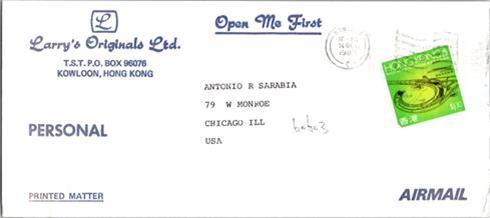 L
Larry's Originals Ltd.
T.S.T. P.O. BOX 96076
KOWLOON, HONG KONG
Open Me First
HONG KONG
香港
ANTONIO R SARABIA
79 W MONROE
CHICAGO ILL 60603
USA
PERSONAL
PRINTED MATTER
AIRMAIL